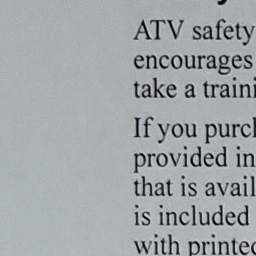 ATV safety
encourages
take a traini
If you purcl
provided in
that is avail
is included
with printed